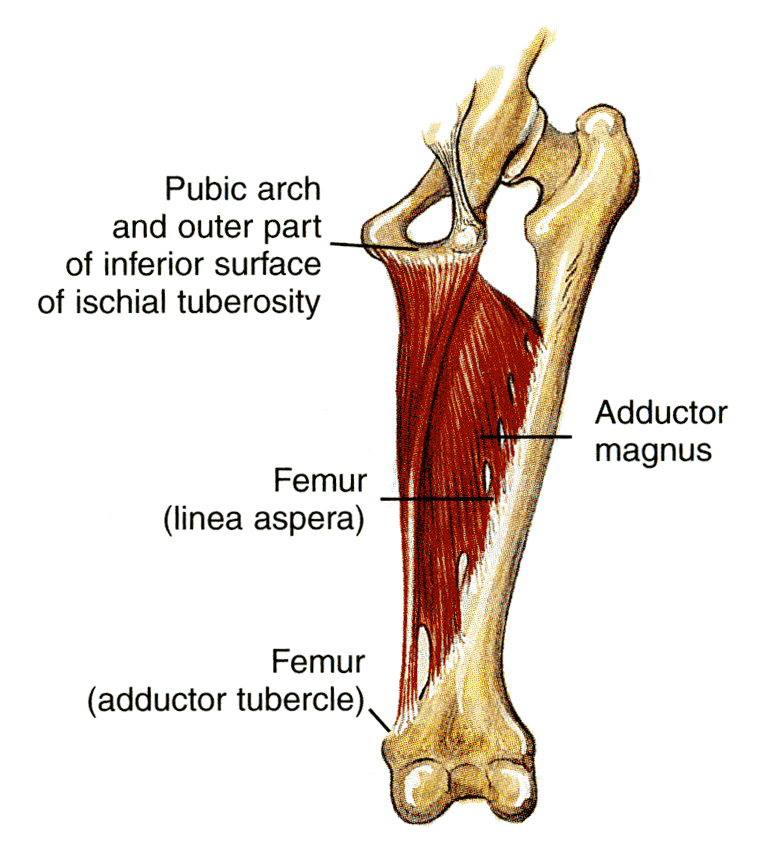 Pubic arch
and outer part
of inferior surface
of ischial tuberosity
Adductor
magnus
Femur
(linea aspera)
Femur
(adductor tubercle)